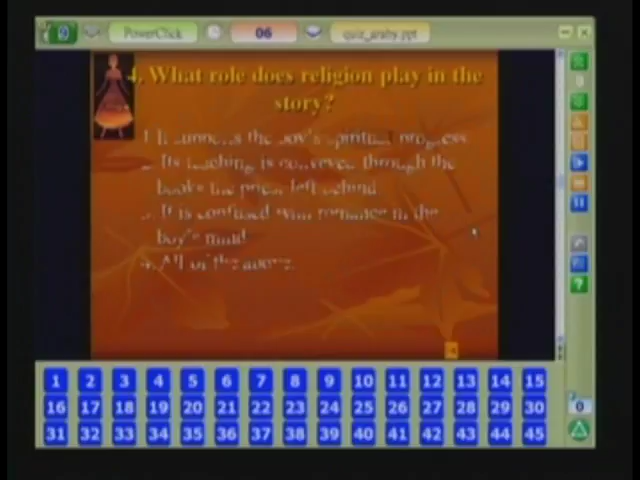 9 PowerClick 06 quiz_araby.ppt
4. What role does religion play in the
story?
1. It supports the boy's spiritual progress.
2. Its teaching is conveyed through the
books the priest left behind.
3. It is confused with romance in the
boy's mind.
4. All of the above.
1 2 3 4 5 6 7 8 9 10 11 12 13 14 15
16 17 18 19 20 21 22 23 24 25 26 27 28 29 30
31 32 33 34 35 36 37 38 39 40 41 42 43 44 45
0